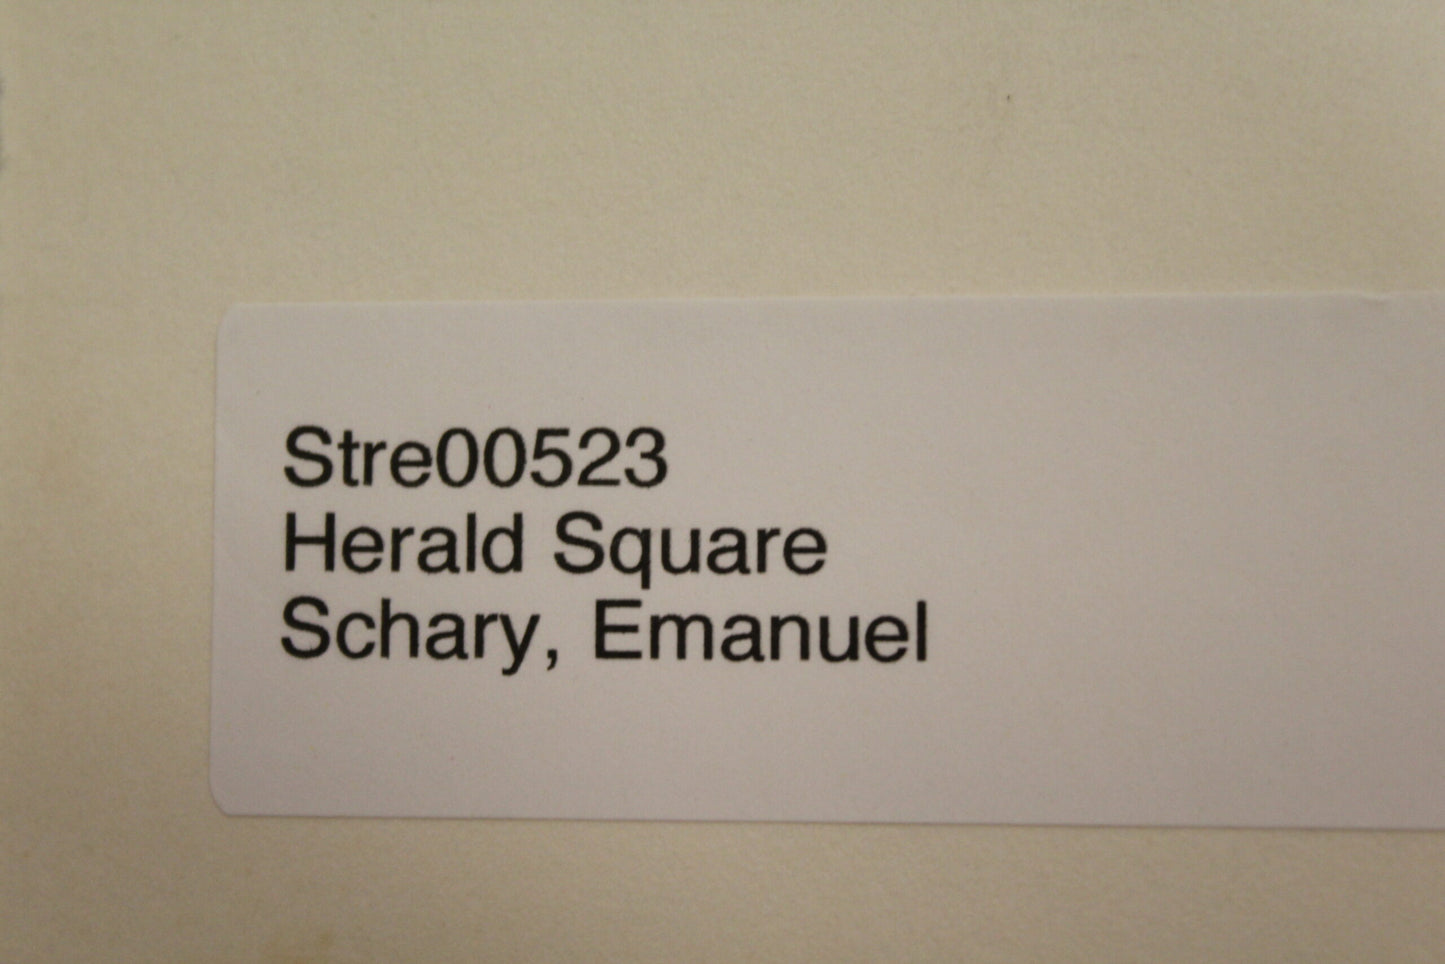 Stre00523
Herald Square
Schary, Emanuel